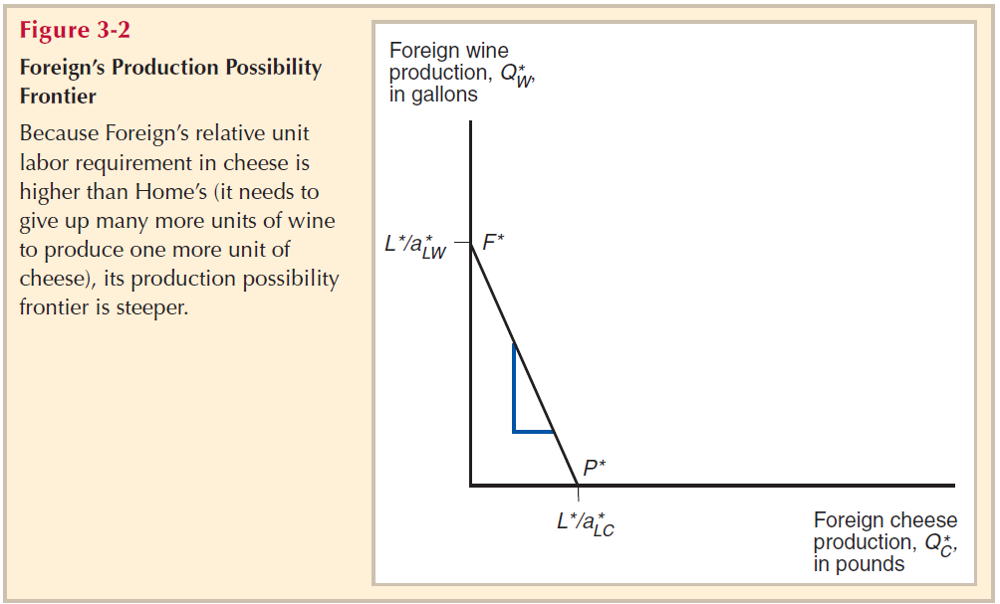 Figure 3-2
Foreign’s Production Possibility
Frontier
Because Foreign’s relative unit
labor requirement in cheese is
higher than Home’s (it needs to
give up many more units of wine
to produce one more unit of
cheese), its production possibility
frontier is steeper.
Foreign wine
production, Q*W,
in gallons
L*/a*LW
F*
P*
L*/a*LC
Foreign cheese
production, Q*C,
in pounds